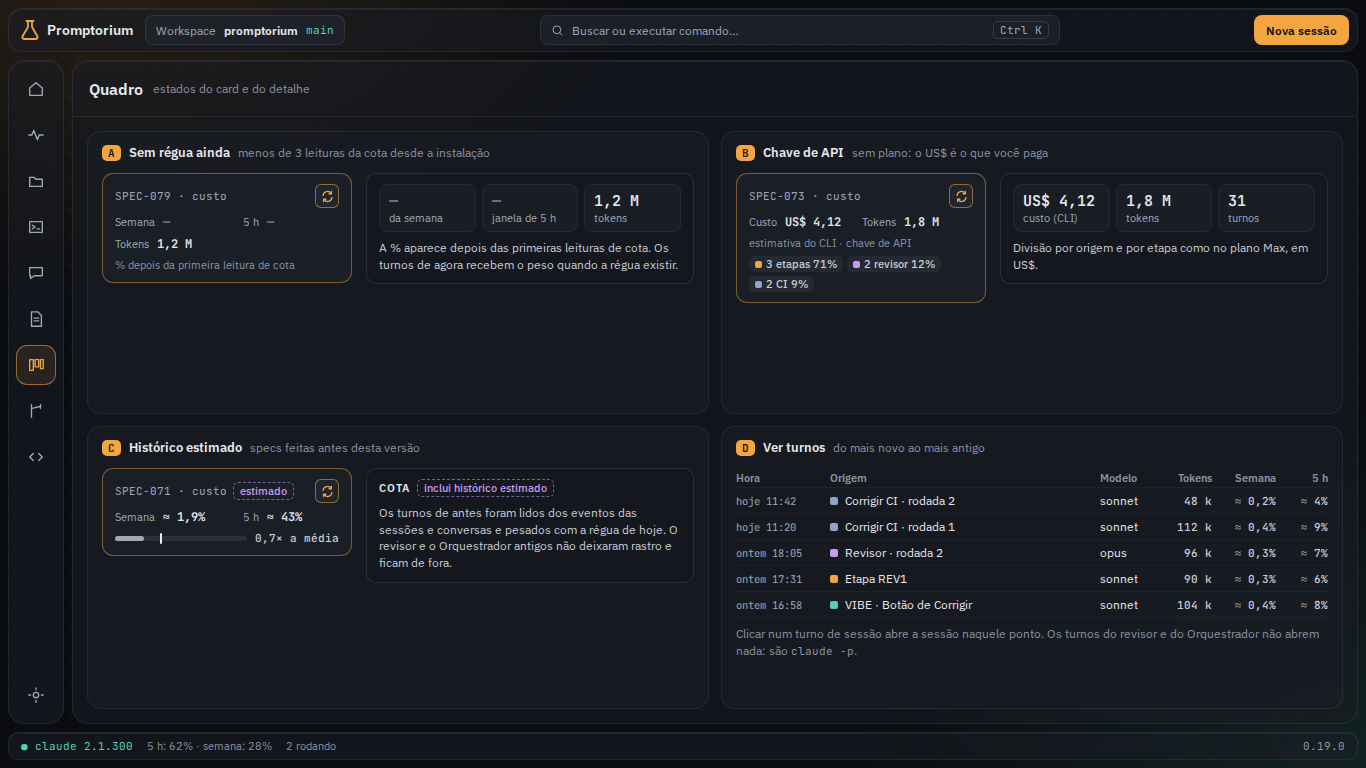 Promptorium
Workspace promptorium main
Buscar ou executar comando...
Ctrl K
Nova sessão
Quadro estados do card e do detalhe
A Sem régua ainda menos de 3 leituras da cota desde a instalação
SPEC-079 · custo
Semana — 5 h —
Tokens 1,2 M
% depois da primeira leitura de cota
—
da semana
—
janela de 5 h
1,2 M
tokens
A % aparece depois das primeiras leituras de cota. Os
turnos de agora recebem o peso quando a régua existir.
B Chave de API sem plano: o US$ é o que você paga
SPEC-073 · custo
Custo US$ 4,12 Tokens 1,8 M
estimativa do CLI · chave de API
3 etapas 71% 2 revisor 12%
2 CI 9%
US$ 4,12
custo (CLI)
1,8 M
tokens
31
turnos
Divisão por origem e por etapa como no plano Max, em
US$.
C Histórico estimado specs feitas antes desta versão
SPEC-071 · custo estimado
Semana ≈ 1,9% 5 h ≈ 43%
0,7× a média
COTA inclui histórico estimado
Os turnos de antes foram lidos dos eventos das
sessões e conversas e pesados com a régua de hoje. O
revisor e o Orquestrador antigos não deixaram rastro e
ficam de fora.
D Ver turnos do mais novo ao mais antigo
Hora Origem Modelo Tokens Semana 5 h
hoje 11:42 Corrigir CI · rodada 2 sonnet 48 k ≈ 0,2% ≈ 4%
hoje 11:20 Corrigir CI · rodada 1 sonnet 112 k ≈ 0,4% ≈ 9%
ontem 18:05 Revisor · rodada 2 opus 96 k ≈ 0,3% ≈ 7%
ontem 17:31 Etapa REV1 sonnet 90 k ≈ 0,3% ≈ 6%
ontem 16:58 VIBE · Botão de Corrigir sonnet 104 k ≈ 0,4% ≈ 8%
Clicar num turno de sessão abre a sessão naquele ponto. Os turnos do revisor e do Orquestrador não abrem
nada: são claude -p.
claude 2.1.300 5 h: 62% · semana: 28% 2 rodando
0.19.0